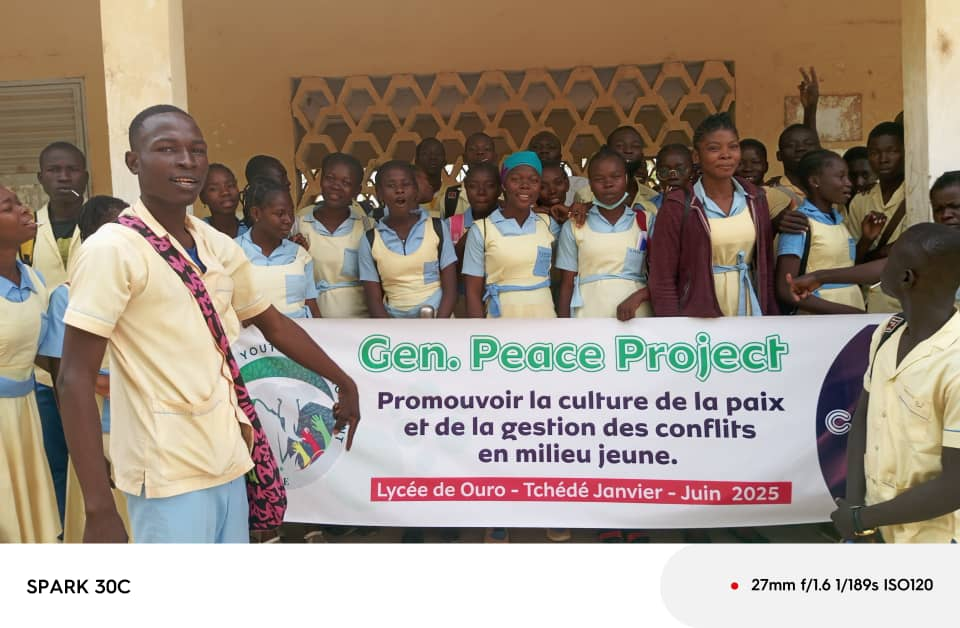 YOUT
Gen. Peace Project
Promouvoir la culture de la paix
et de la gestion des conflits
en milieu jeune.
Lycée de Ouro - Tchédé Janvier - Juin 2025
SPARK 30C
27mm f/1.6 1/189s ISO120